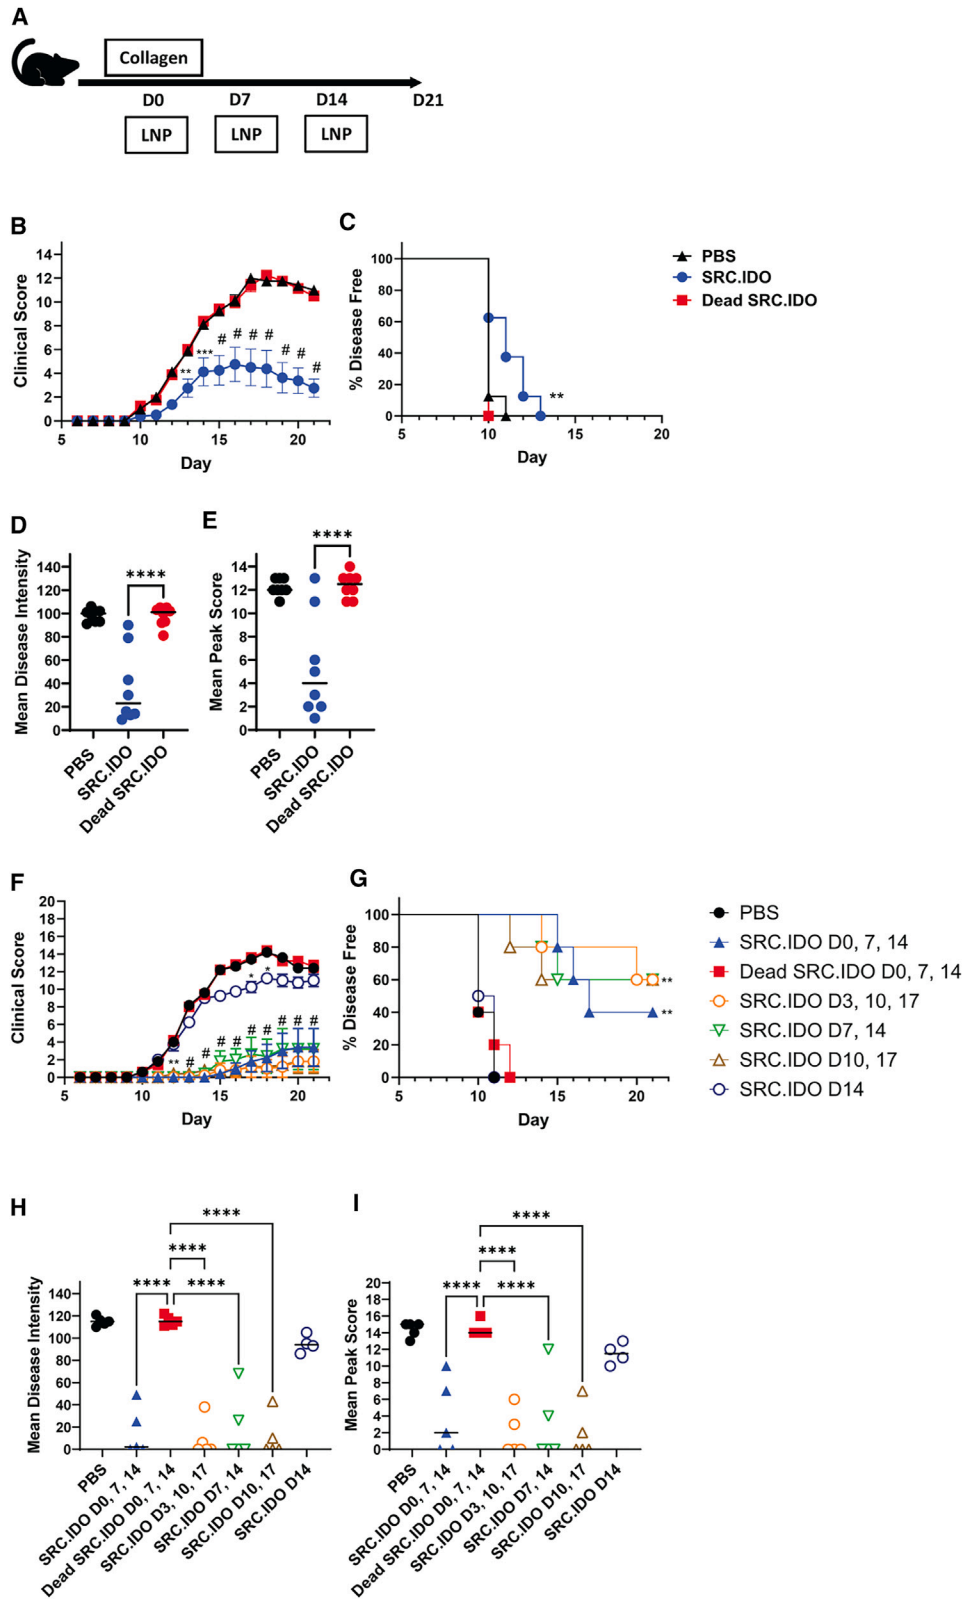 A
Collagen
D0 D7 D14 D21
LNP LNP LNP
B
Clinical Score
14
12
10
8
6
4
2
0
5 10 15 20
Day
** *** # # # # # # #
C
% Disease Free
100
80
60
40
20
0
5 10 15 20
Day
**
PBS
SRC.IDO
Dead SRC.IDO
D
Mean Disease Intensity
140
120
100
80
60
40
20
0
****
PBS
SRC.IDO
Dead SRC.IDO
E
Mean Peak Score
14
12
10
8
6
4
2
0
****
PBS
SRC.IDO
Dead SRC.IDO
F
Clinical Score
20
18
16
14
12
10
8
6
4
2
0
5 10 15 20
Day
* *
** # # # # # # # # #
G
% Disease Free
100
80
60
40
20
0
5 10 15 20
Day
**
**
PBS
SRC.IDO D0, 7, 14
Dead SRC.IDO D0, 7, 14
SRC.IDO D3, 10, 17
SRC.IDO D7, 14
SRC.IDO D10, 17
SRC.IDO D14
H
Mean Disease Intensity
140
120
100
80
60
40
20
0
****
****
**** ****
PBS
SRC.IDO D0, 7, 14
Dead SRC.IDO D0, 7, 14
SRC.IDO D3, 10, 17
SRC.IDO D7, 14
SRC.IDO D10, 17
SRC.IDO D14
I
Mean Peak Score
20
18
16
14
12
10
8
6
4
2
0
****
****
**** ****
PBS
SRC.IDO D0, 7, 14
Dead SRC.IDO D0, 7, 14
SRC.IDO D3, 10, 17
SRC.IDO D7, 14
SRC.IDO D10, 17
SRC.IDO D14